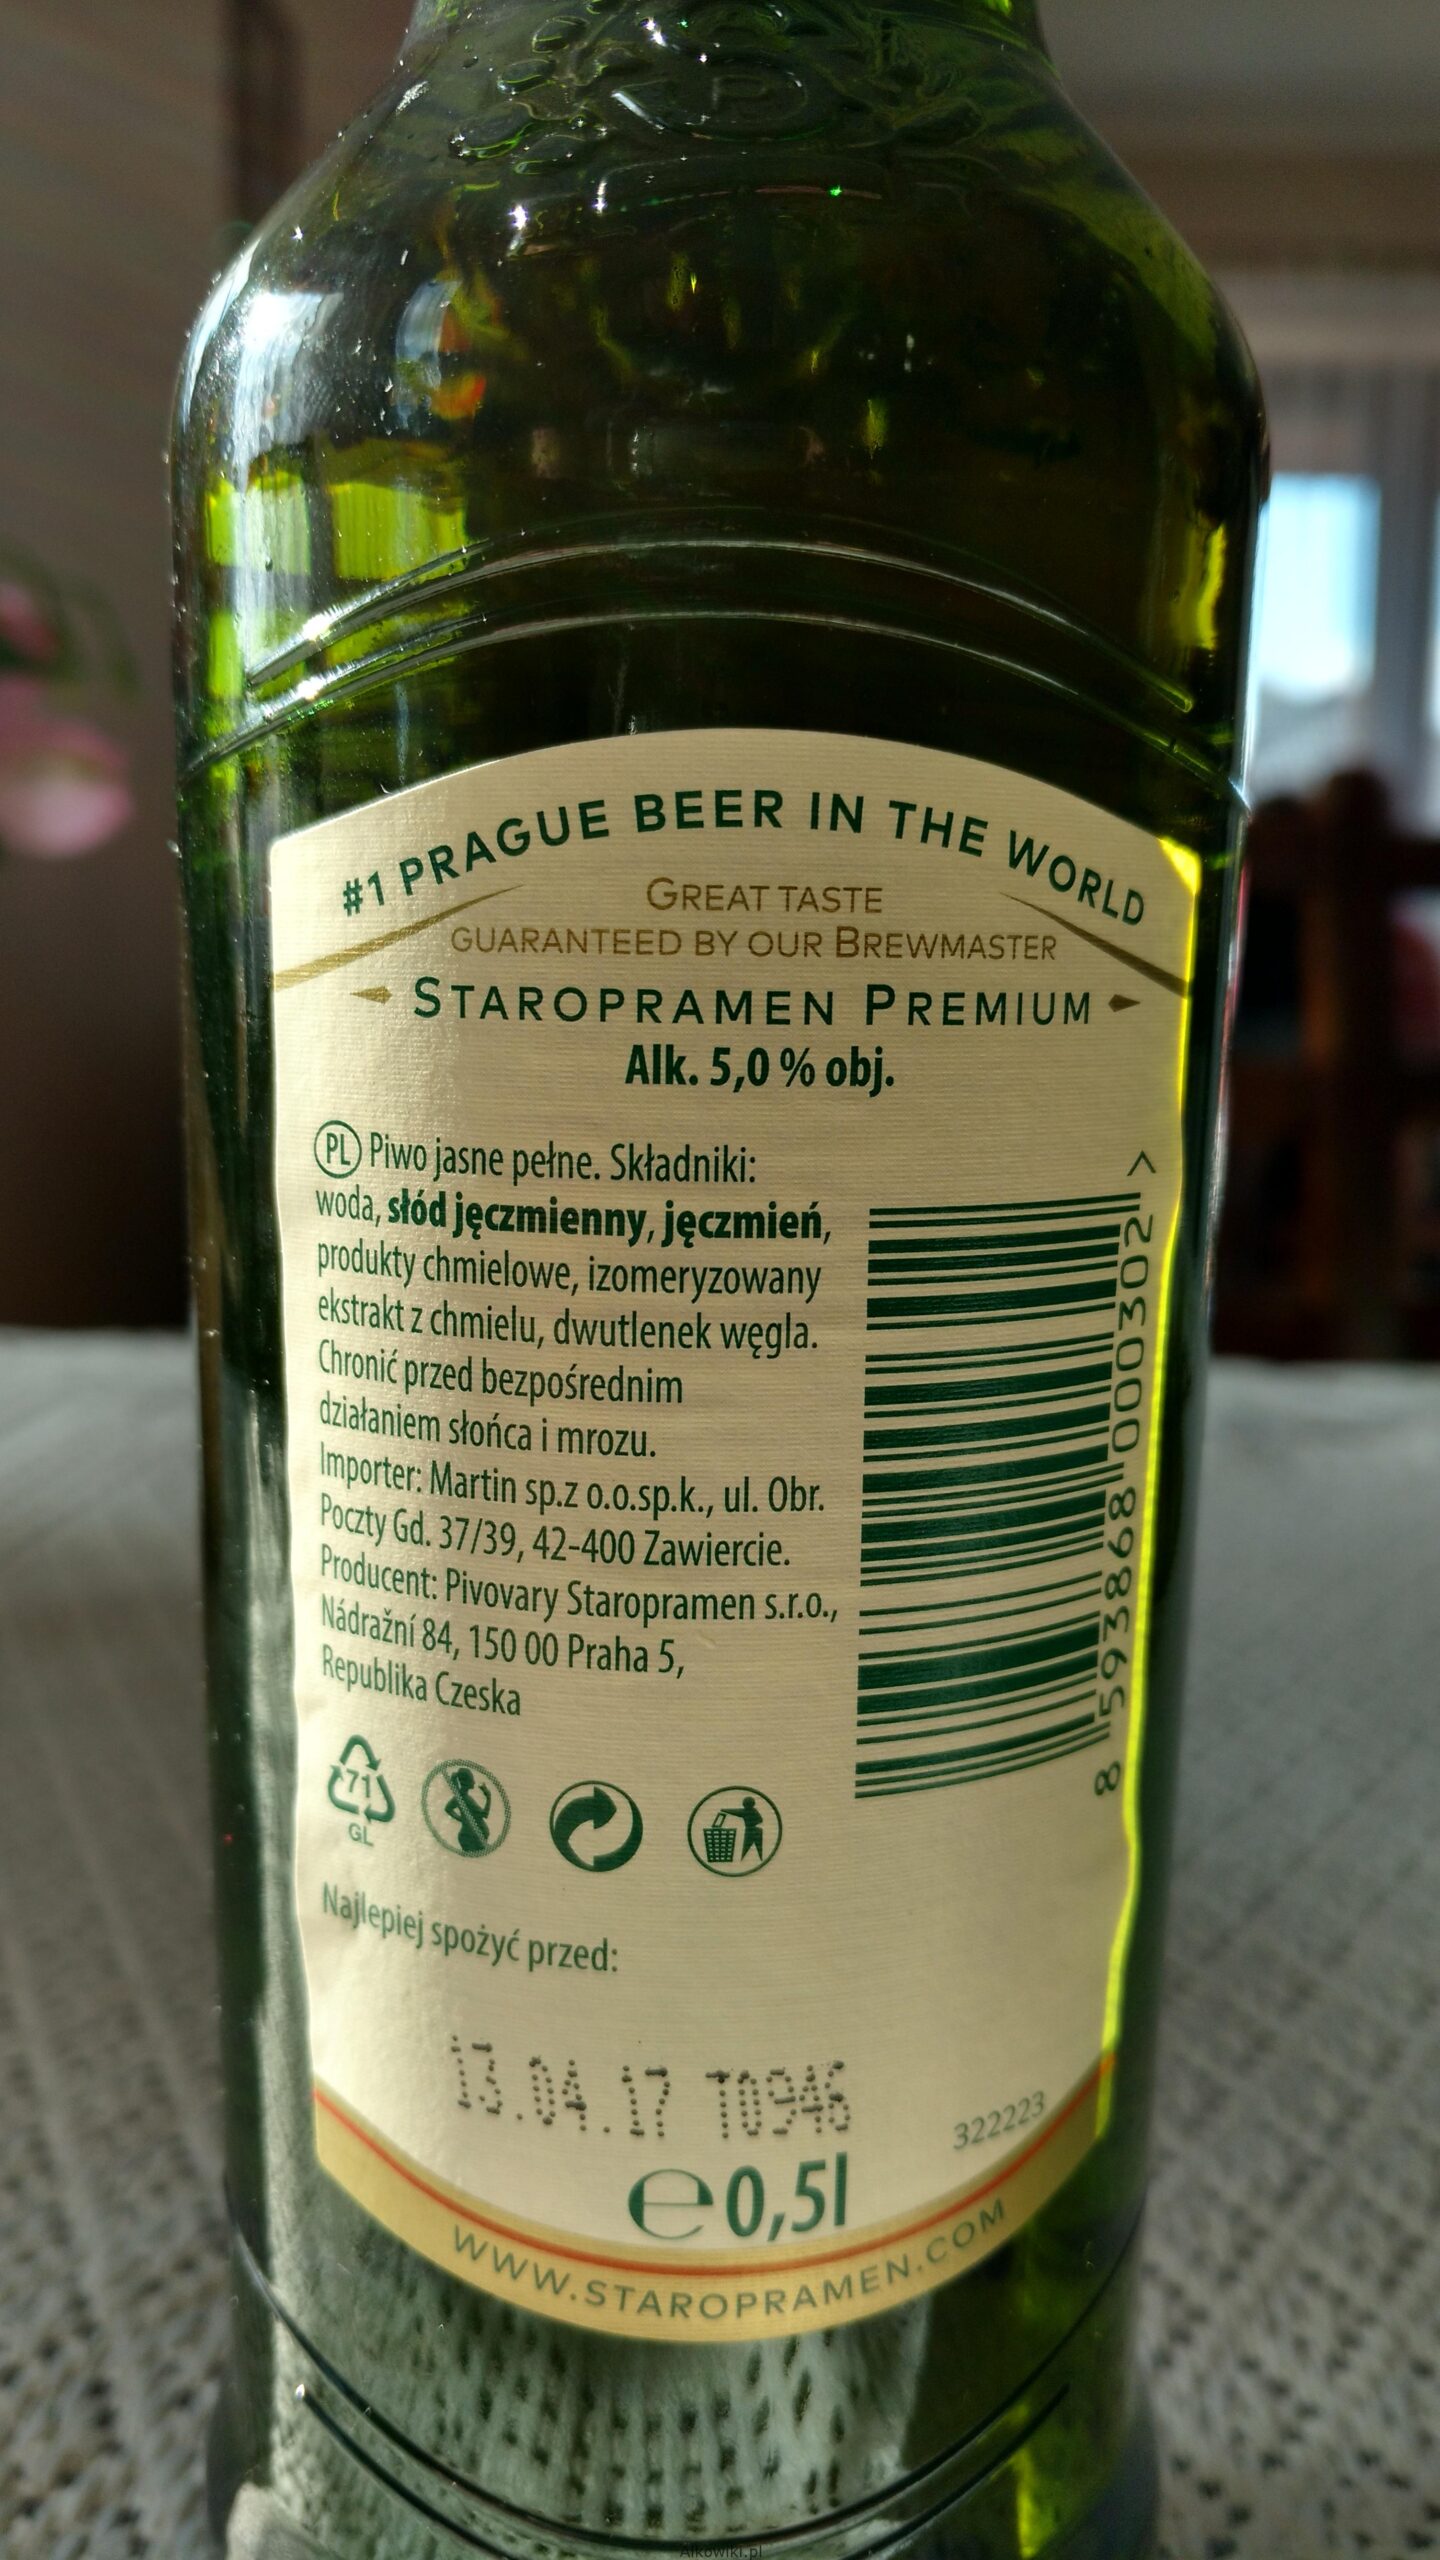 #1 PRAGUE BEER IN THE WORLD
GREAT TASTE
GUARANTEED BY OUR BREWMASTER
STAROPRAMEN PREMIUM
Alk. 5,0 % obj.
PL Piwo jasne pełne. Składniki:
woda, słód jęczmienny, jęczmień,
produkty chmielowe, izomeryzowany
ekstrakt z chmielu, dwutlenek węgla.
Chronić przed bezpośrednim
działaniem słońca i mrozu.
Importer: Martin sp.z o.o.sp.k., ul. Obr.
Poczty Gd. 37/39, 42-400 Zawiercie.
Producent: Pivovary Staropramen s.r.o.,
Nádražní 84, 150 00 Praha 5,
Republika Czeska
8 593868 000302 >
71
GL
Najlepiej spożyć przed:
13.04.17 T0946
322223
e 0,5l
WWW.STAROPRAMEN.COM
Alkowiki.pl